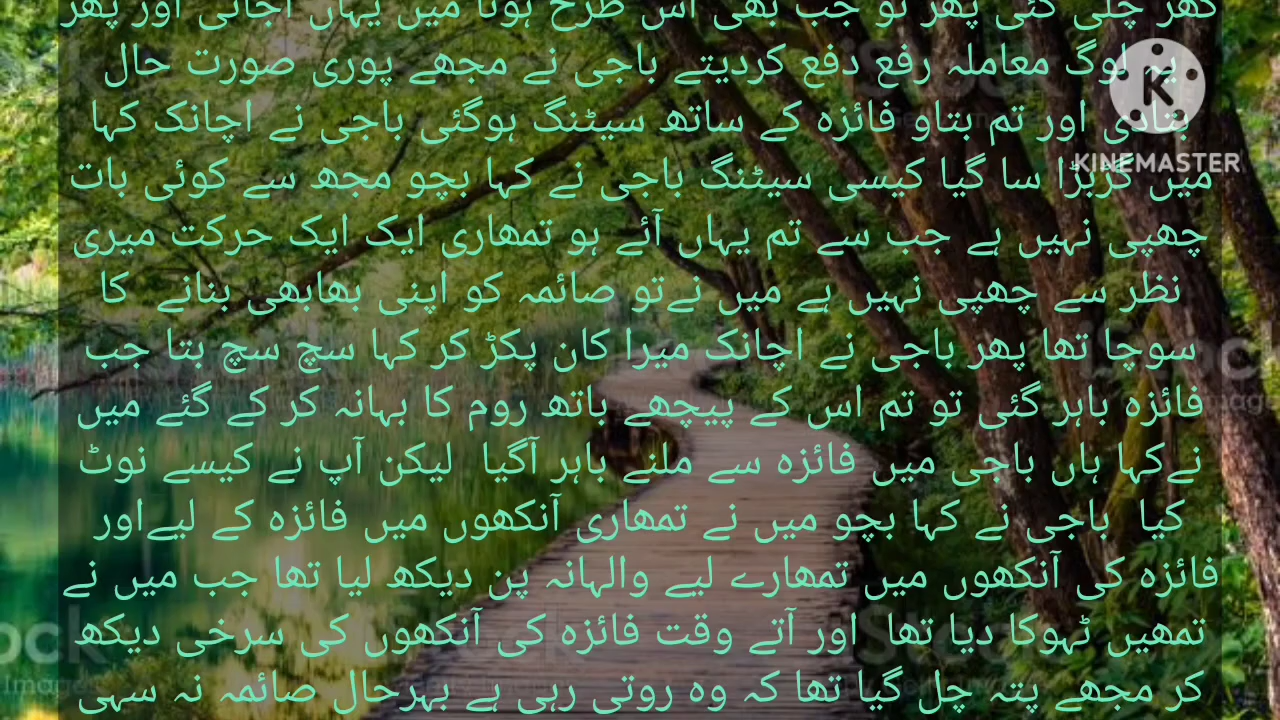 گھر چلی گئی پھر تو جب بھی اس طرح ہوتا میں یہاں آجاتی اور پھر
یہ لوگ معاملہ رفع دفع کردیتے باجی نے مجھے پوری صورت حال
بتادی اور تم بتاو فائزہ کے ساتھ سیٹنگ ہوگئی باجی نے اچانک کہا
میں گڑبڑا سا گیا کیسی سیٹنگ باجی نے کہا بچو مجھ سے کوئی بات
چھپی نہیں ہے جب سے تم یہاں آئے ہو تمھاری ایک ایک حرکت میری
نظر سے چھپی نہیں ہے میں نےتو صائمہ کو اپنی بھابھی بنانے کا
سوچا تھا پھر باجی نے اچانک میرا کان پکڑ کر کہا سچ سچ بتا جب
فائزہ باہر گئی تو تم اس کے پیچھے باتھ روم کا بہانہ کر کے گئے میں
نےکہا ہاں باجی میں فائزہ سے ملنے باہر آگیا لیکن آپ نے کیسے نوٹ
کیا باجی نے کہا بچو میں نے تمھاری آنکھوں میں فائزہ کے لیےاور
فائزہ کی آنکھوں میں تمھارے لیے والہانہ پن دیکھ لیا تھا جب میں نے
تمھیں ٹہوکا دیا تھا اور آتے وقت فائزہ کی آنکھوں کی سرخی دیکھ
کر مجھے پتہ چل گیا تھا کہ وہ روتی رہی ہے بہرحال صائمہ نہ سہی
K
KINEMASTER
iStock